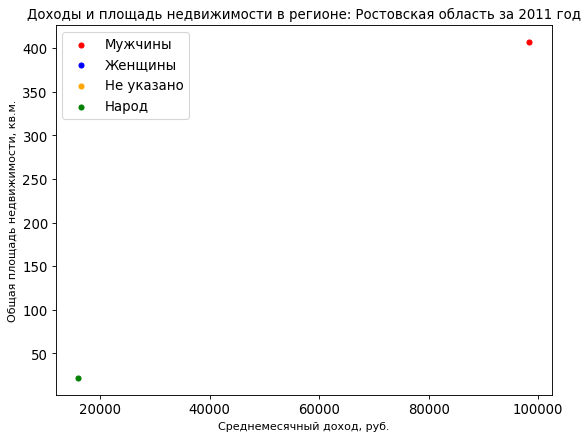 Доходы и площадь недвижимости в регионе: Ростовская область за 2011 год
Мужчины
Женщины
Не указано
Народ
Общая площадь недвижимости, кв.м.
400
350
300
250
200
150
100
50
20000 40000 60000 80000 100000
Среднемесячный доход, руб.